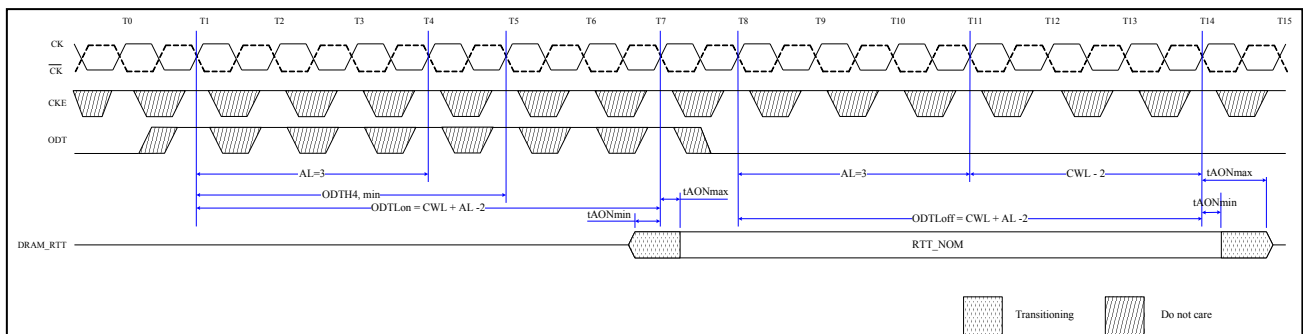 T0 T1 T2 T3 T4 T5 T6 T7 T8 T9 T10 T11 T12 T13 T14 T15
CK
CK
CKE
ODT
AL=3 AL=3 CWL - 2 tAONmax
ODTH4, min tAONmax tAONmin
ODTLon = CWL + AL -2
tAONmin ODTLoff = CWL + AL -2
DRAM_RTT RTT_NOM
Transitioning Do not care